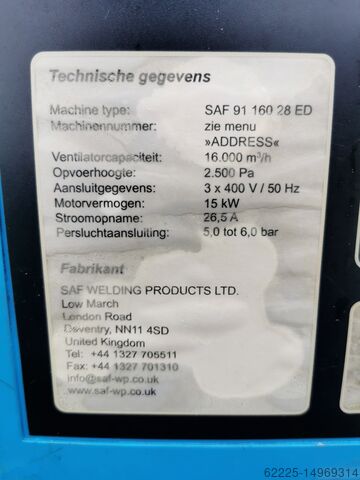 Technische gegevens
Machine type: SAF 91 160 28 ED
Machinennummer: zie menu
»ADDRESS«
Ventilatorcapaciteit: 16.000 m³/h
Opvoerhoogte: 2.500 Pa
Aansluitgegevens: 3 x 400 V / 50 Hz
Motorvermogen: 15 kW
Stroomopname: 26,5 A
Persluchtaansluiting: 5,0 tot 6,0 bar
Fabrikant
SAF WELDING PRODUCTS LTD.
Low March
London Road
Daventry, NN11 4SD
United Kingdom
Tel: +44 1327 705511
Fax: +44 1327 701310
info@saf-wp.co.uk
www.saf-wp.co.uk
62225-14969314